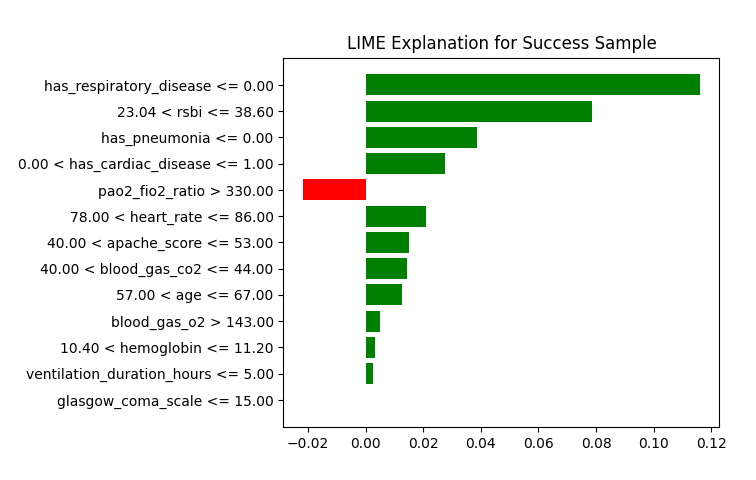 LIME Explanation for Success Sample
has_respiratory_disease <= 0.00
23.04 < rsbi <= 38.60
has_pneumonia <= 0.00
0.00 < has_cardiac_disease <= 1.00
pao2_fio2_ratio > 330.00
78.00 < heart_rate <= 86.00
40.00 < apache_score <= 53.00
40.00 < blood_gas_co2 <= 44.00
57.00 < age <= 67.00
blood_gas_o2 > 143.00
10.40 < hemoglobin <= 11.20
ventilation_duration_hours <= 5.00
glasgow_coma_scale <= 15.00
−0.02 0.00 0.02 0.04 0.06 0.08 0.10 0.12